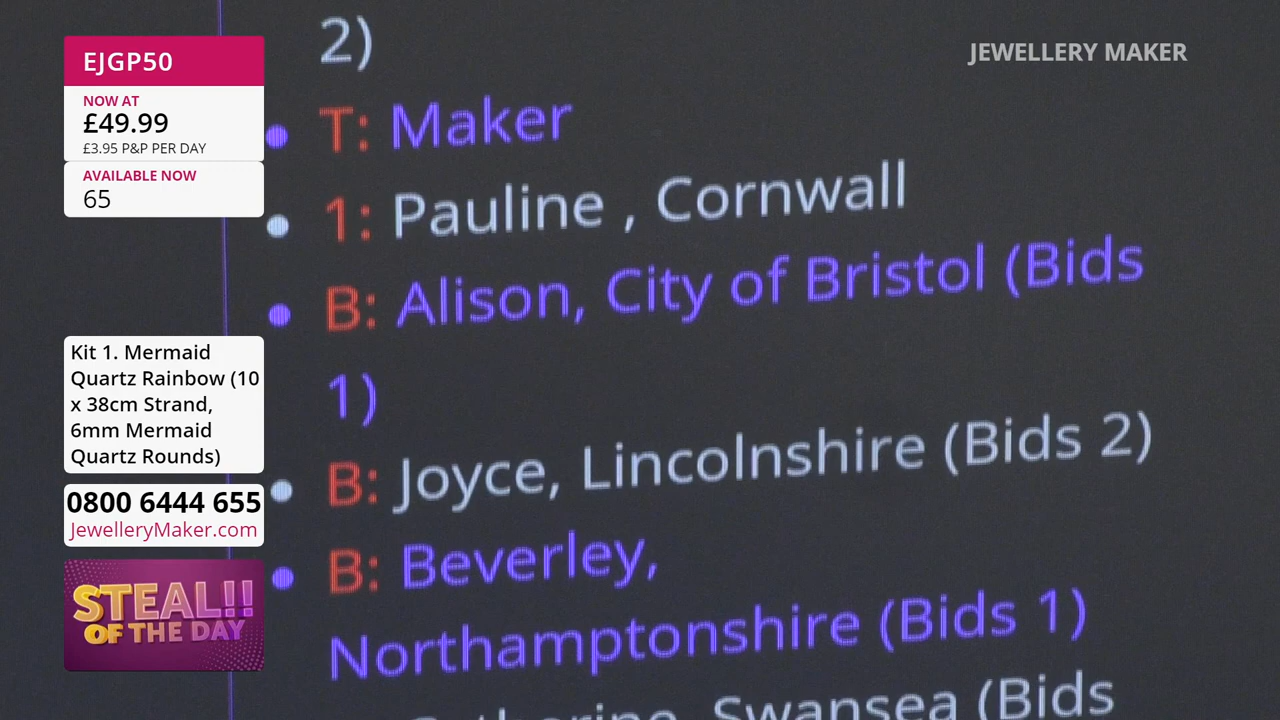 EJGP50
NOW AT
£49.99
£3.95 P&P PER DAY
AVAILABLE NOW
65
Kit 1. Mermaid
Quartz Rainbow (10
x 38cm Strand,
6mm Mermaid
Quartz Rounds)
0800 6444 655
JewelleryMaker.com
STEAL!!
OF THE DAY
JEWELLERY MAKER
2)
T: Maker
1: Pauline , Cornwall
B: Alison, City of Bristol (Bids
1)
B: Joyce, Lincolnshire (Bids 2)
B: Beverley,
Northamptonshire (Bids 1)
Swansea (Bids